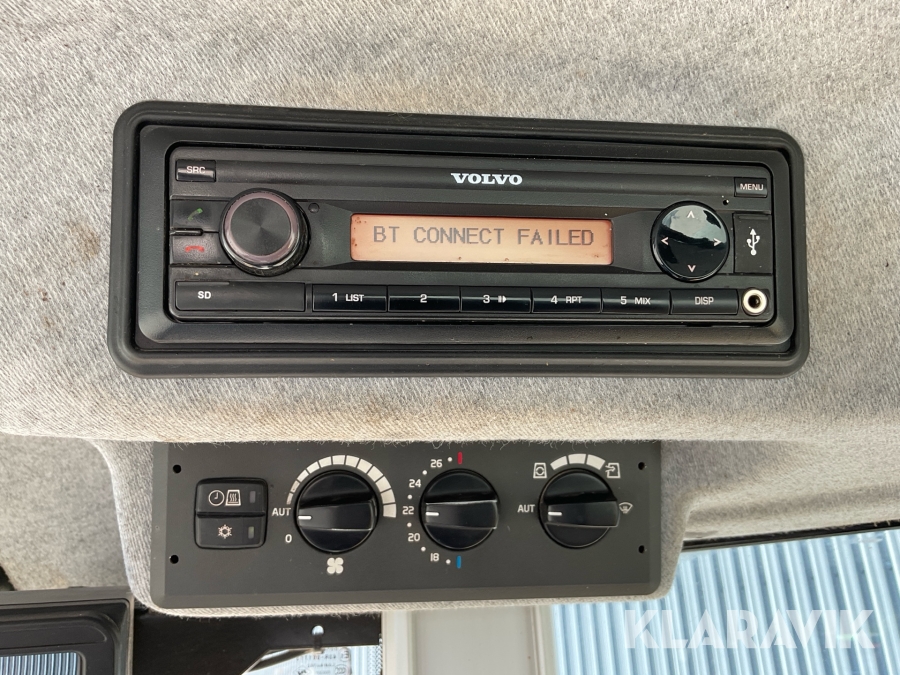 SRC
VOLVO
MENU
BT CONNECT FAILED
SD
1 LIST
2
3
4 RPT
5 MIX
DISP
26
24
AUT
22
AUT
0
20
18
KLARAVIK